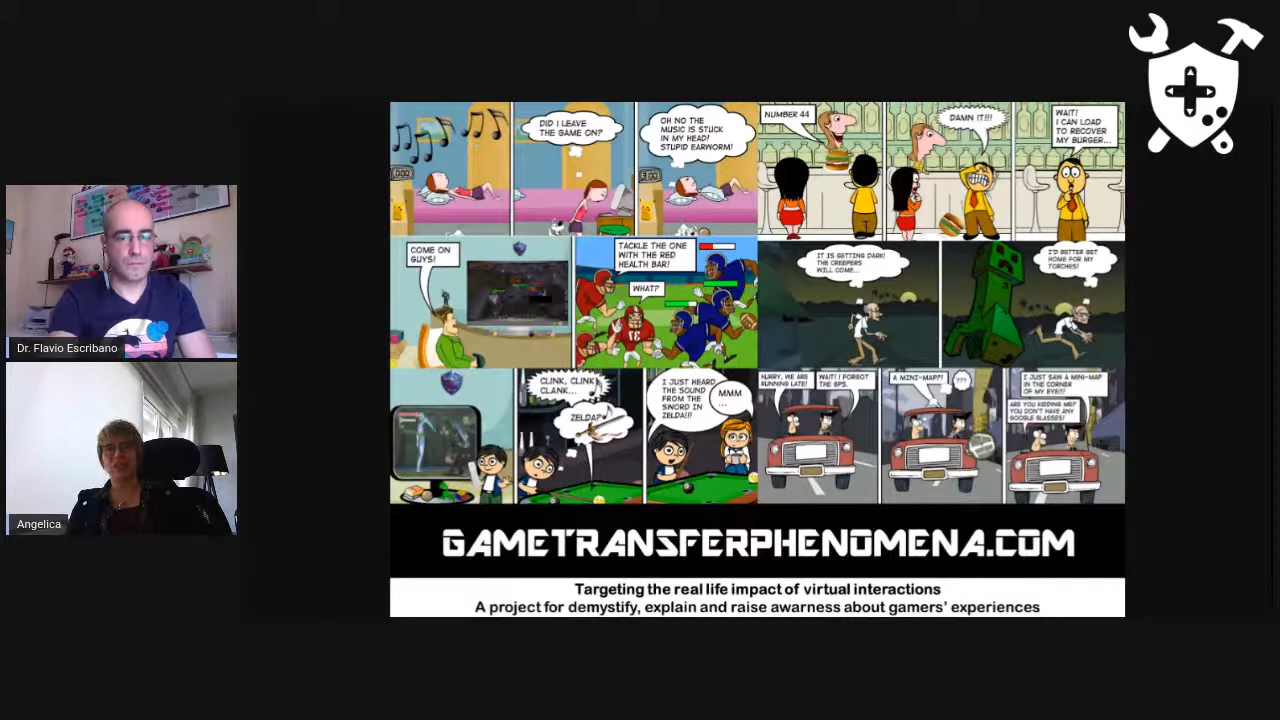 DID I LEAVE
THE GAME ON?
OH NO THE
MUSIC IS STUCK
IN MY HEAD!
STUPID EARWORM!
NUMBER 44
DAMN IT!!!
WAIT!
I CAN LOAD
TO RECOVER
MY BURGER...
COME ON
GUYS!
TACKLE THE ONE
WITH THE RED
HEALTH BAR!
WHAT?
IT IS GETTING DARK!
THE CREEPERS
WILL COME...
I'D BETTER GET
HOME FOR MY
TORCHES!
CLINK, CLINK,
CLANK...
ZELDA?
I JUST HEARD
THE SOUND
FROM THE
SWORD IN
ZELDA!!!
MMM
...
HURRY, WE ARE
RUNNING LATE!
WAIT! I FORGOT
THE GPS.
A MINI-MAP?!
???
I JUST SAW A MINI-MAP
IN THE CORNER
OF MY EYE!!!
ARE YOU KIDDING ME?
YOU DON'T HAVE ANY
GOOGLE GLASSES!
GAMETRANSFERPHENOMENA.COM
Targeting the real life impact of virtual interactions
A project for demystify, explain and raise awarness about gamers' experiences
Dr. Flavio Escribano
Angelica